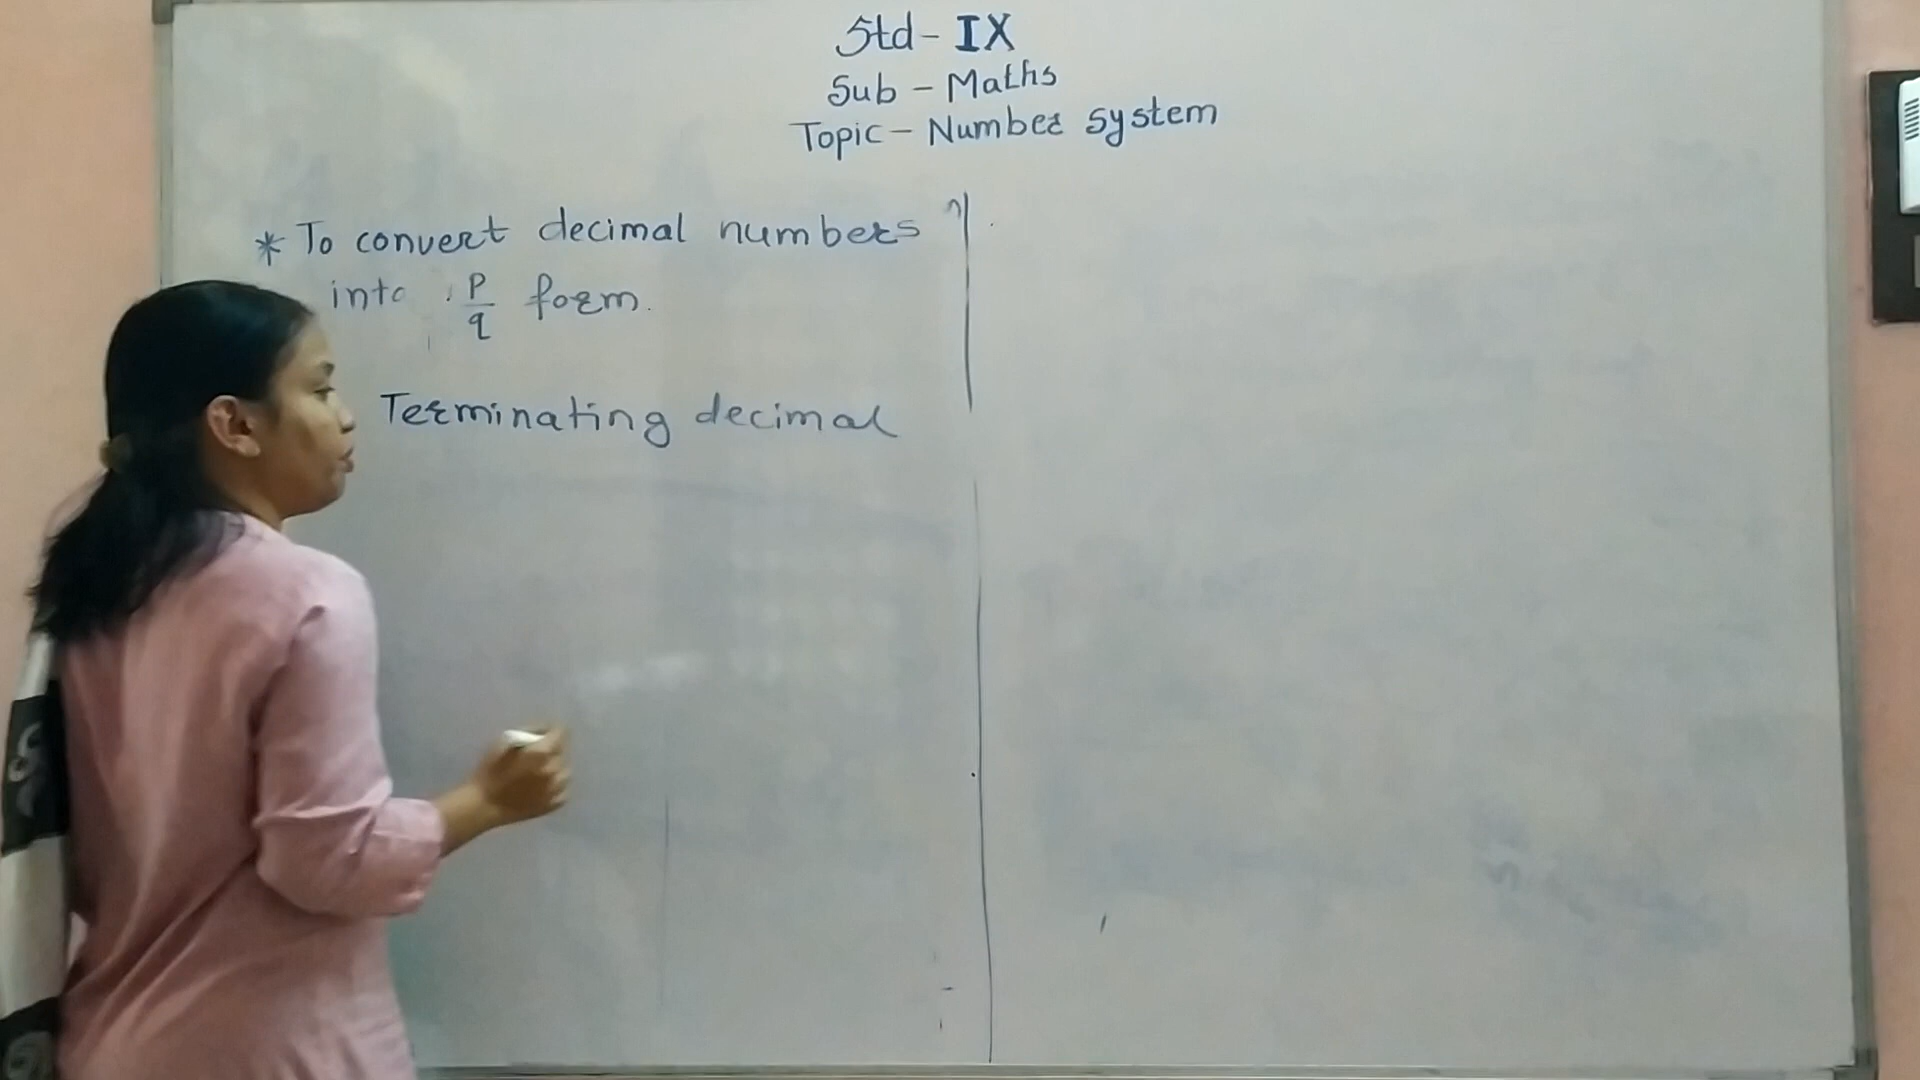 Std - IX
Sub - Maths
Topic - Number system
* To convert decimal numbers
into p/q form.
Terminating decimal